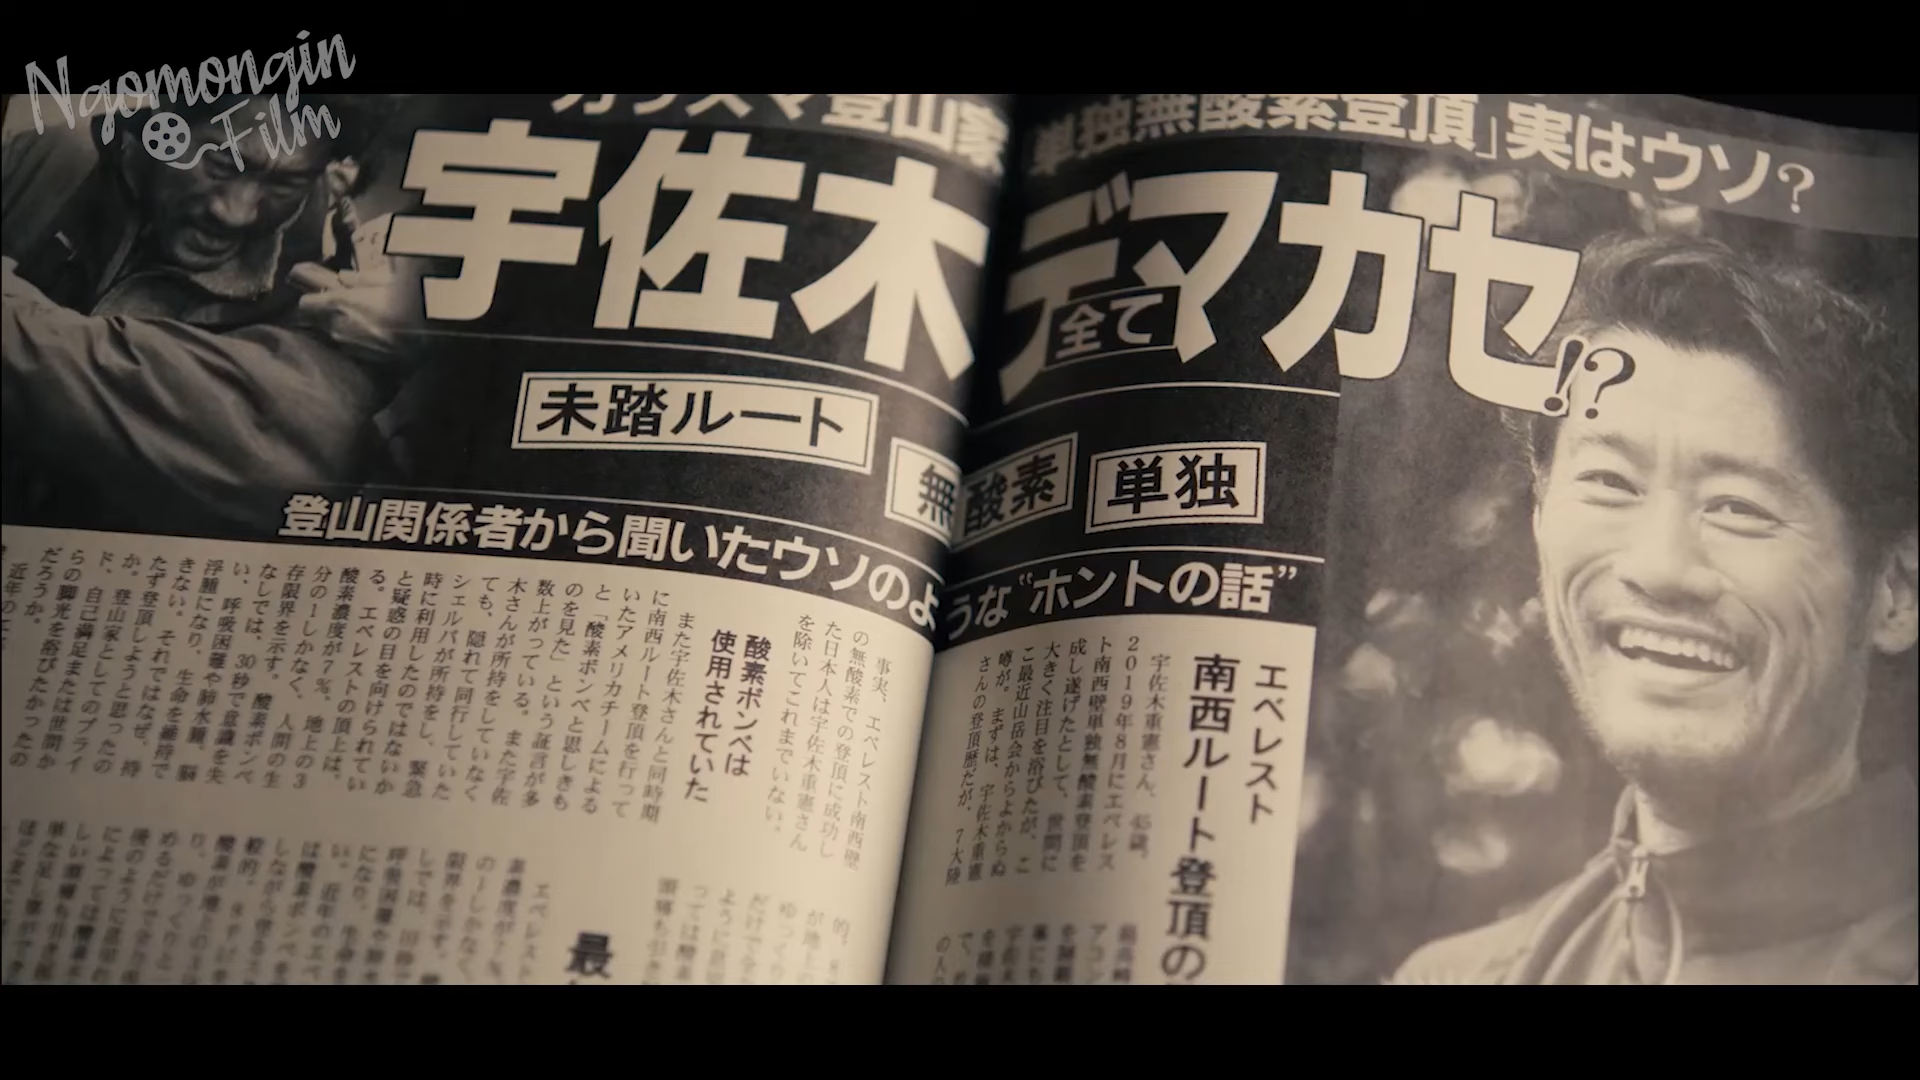 Ngomongin
Film
カリスマ登山家「単独無酸素登頂」実はウソ?
宇佐木全てデマカセ!?
未踏ルート
無酸素
単独
登山関係者から聞いたウソのような“ホントの話”
エベレスト
南西ルート登頂の
宇佐木重憲さん、45歳。
2019年8月にエベレス
ト南西壁単独無酸素登頂を
成し遂げたとして、世間に
大きく注目を浴びたが、こ
こ最近山岳会からよからぬ
噂が。まずは、宇佐木重憲
さんの登頂歴だが、7大陸
事実、エベレスト南西壁
の無酸素での登頂に成功し
た日本人は宇佐木重憲さん
を除いてこれまでいない。
酸素ボンベは
使用されていた
また宇佐木さんと同時期
に南西ルート登頂を行って
いたアメリカチームによる
と「酸素ボンベと思しきも
のを見た」という証言が多
数上がっている。また宇佐
木さんが所持をしていなく
ても、隠れて同行していた
シェルパが所持をし、緊急
時に利用したのではないか
と疑惑の目を向けられてい
る。エベレストの頂上は、
酸素濃度が7%。地上の3
分の1しかなく、人間の生
存限界を示す。酸素ボンベ
なしでは、30秒で意識を失
い、呼吸困難や肺水腫、脳
浮腫になり、生命を維持で
きない。それではなぜ、持
たず登頂しようと思ったの
か。登山家としてのプライ
ド、自己満足または世間か
らの脚光を浴びたかったの
だろうか。
最